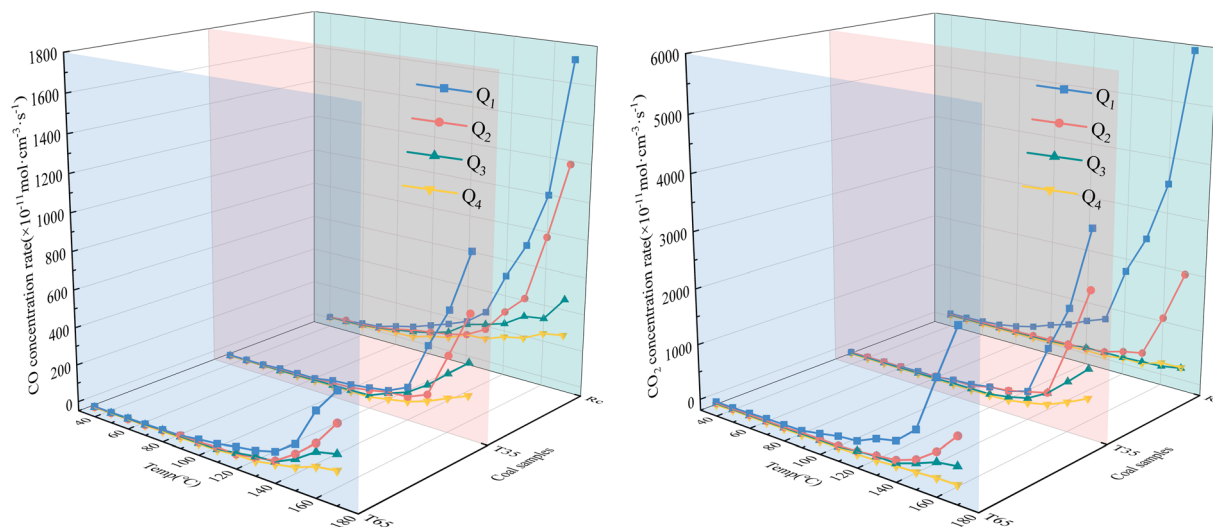 CO concentration rate(×10⁻¹¹mol·cm⁻³·s⁻¹)
1800
1600
1400
1200
1000
800
600
400
200
0
Q₁
Q₂
Q₃
Q₄
40
60
80
100
120
140
160
180
Temp(°C)
T65
T35
Rc
Coal samples
CO₂ concentration rate(×10⁻¹¹mol·cm⁻³·s⁻¹)
6000
5000
4000
3000
2000
1000
0
Q₁
Q₂
Q₃
Q₄
40
60
80
100
120
140
160
180
Temp(°C)
T65
T35
Coal samples